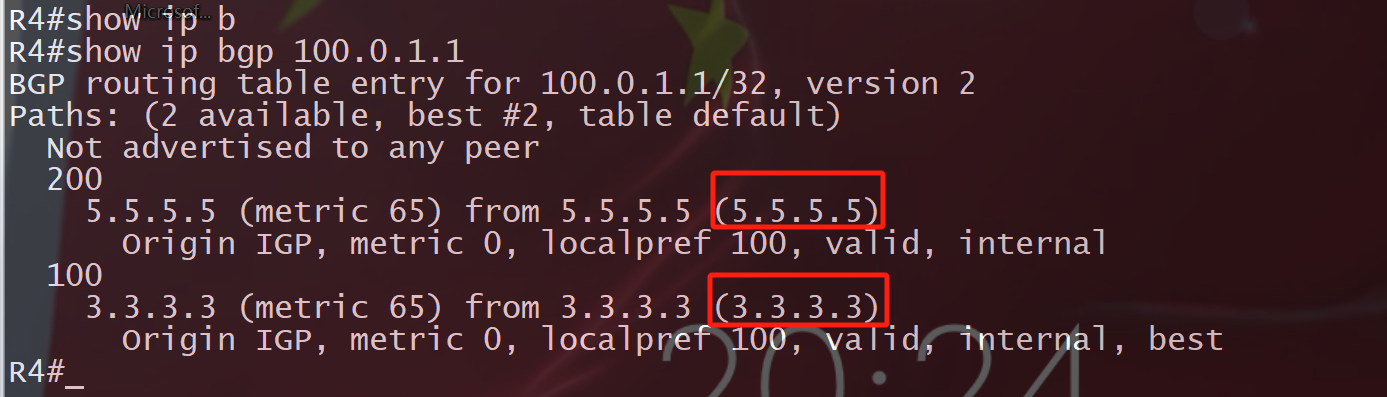 Microsof...
R4#show ip b
R4#show ip bgp 100.0.1.1
BGP routing table entry for 100.0.1.1/32, version 2
Paths: (2 available, best #2, table default)
  Not advertised to any peer
  200
    5.5.5.5 (metric 65) from 5.5.5.5 (5.5.5.5)
      Origin IGP, metric 0, localpref 100, valid, internal
  100
    3.3.3.3 (metric 65) from 3.3.3.3 (3.3.3.3)
      Origin IGP, metric 0, localpref 100, valid, internal, best
20:24
R4#_